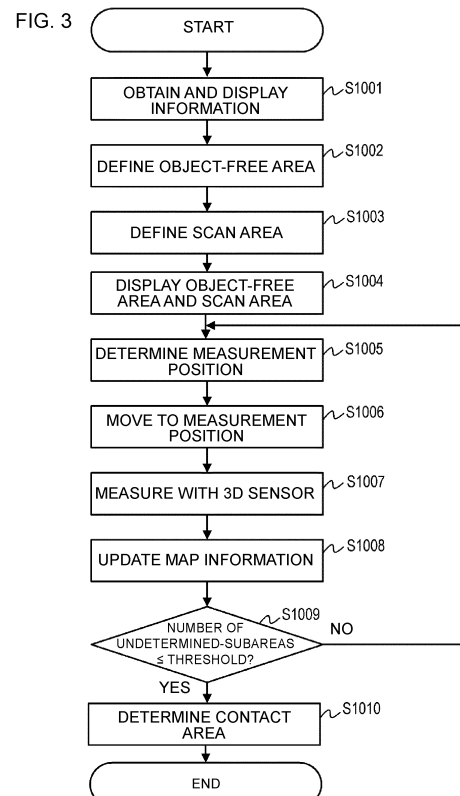 FIG. 3
START
OBTAIN AND DISPLAY
INFORMATION
S1001
DEFINE OBJECT-FREE AREA
S1002
DEFINE SCAN AREA
S1003
DISPLAY OBJECT-FREE
AREA AND SCAN AREA
S1004
DETERMINE MEASUREMENT
POSITION
S1005
MOVE TO MEASUREMENT
POSITION
S1006
MEASURE WITH 3D SENSOR
S1007
UPDATE MAP INFORMATION
S1008
NUMBER OF
UNDETERMINED-SUBAREAS
≤ THRESHOLD?
S1009
NO
YES
DETERMINE CONTACT
AREA
S1010
END